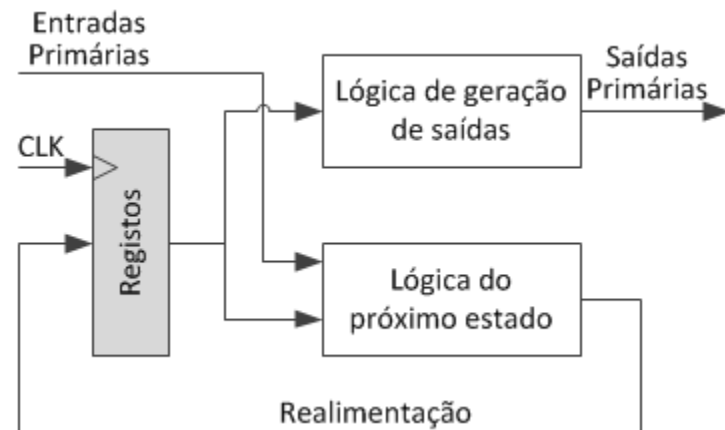 Entradas
Primárias
Lógica de geração
de saídas
Saídas
Primárias
CLK
Registos
Lógica do
próximo estado
Realimentação